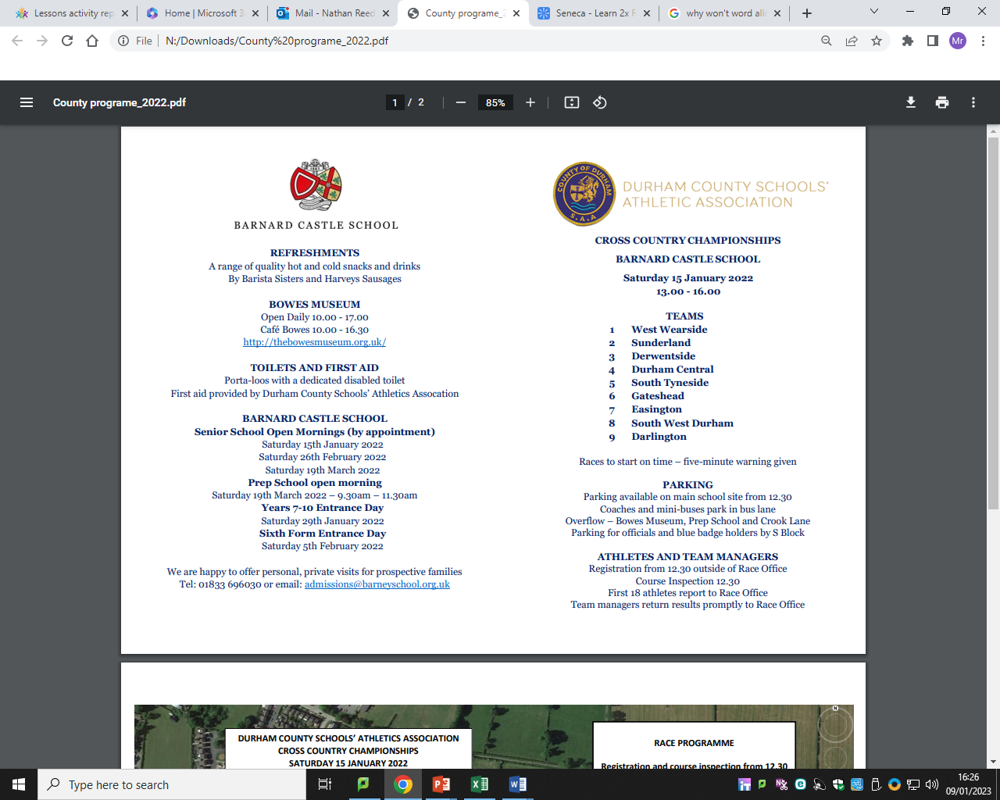 Lessons activity rep
Home | Microsoft 3
Mail - Nathan Reed
County programe_2
Seneca - Learn 2x F
why won't word all
File
N:/Downloads/County%20programe_2022.pdf
Mr
County programe_2022.pdf
1 / 2
85%
BARNARD CASTLE SCHOOL
REFRESHMENTS
A range of quality hot and cold snacks and drinks
By Barista Sisters and Harveys Sausages
BOWES MUSEUM
Open Daily 10.00 - 17.00
Café Bowes 10.00 - 16.30
http://thebowesmuseum.org.uk/
TOILETS AND FIRST AID
Porta-loos with a dedicated disabled toilet
First aid provided by Durham County Schools' Athletics Assocation
BARNARD CASTLE SCHOOL
Senior School Open Mornings (by appointment)
Saturday 15th January 2022
Saturday 26th February 2022
Saturday 19th March 2022
Prep School open morning
Saturday 19th March 2022 – 9.30am – 11.30am
Years 7-10 Entrance Day
Saturday 29th January 2022
Sixth Form Entrance Day
Saturday 5th February 2022
We are happy to offer personal, private visits for prospective families
Tel: 01833 696030 or email: admissions@barneyschool.org.uk
COUNTY OF DURHAM
S.A.A
DURHAM COUNTY SCHOOLS'
ATHLETIC ASSOCIATION
CROSS COUNTRY CHAMPIONSHIPS
BARNARD CASTLE SCHOOL
Saturday 15 January 2022
13.00 - 16.00
TEAMS
1 West Wearside
2 Sunderland
3 Derwentside
4 Durham Central
5 South Tyneside
6 Gateshead
7 Easington
8 South West Durham
9 Darlington
Races to start on time – five-minute warning given
PARKING
Parking available on main school site from 12.30
Coaches and mini-buses park in bus lane
Overflow – Bowes Museum, Prep School and Crook Lane
Parking for officials and blue badge holders by S Block
ATHLETES AND TEAM MANAGERS
Registration from 12.30 outside of Race Office
Course Inspection 12.30
First 18 athletes report to Race Office
Team managers return results promptly to Race Office
DURHAM COUNTY SCHOOLS' ATHLETICS ASSOCIATION
CROSS COUNTRY CHAMPIONSHIPS
SATURDAY 15 JANUARY 2022
RACE PROGRAMME
Registration and course inspection from 12.30
N
Type here to search
16:26
09/01/2023